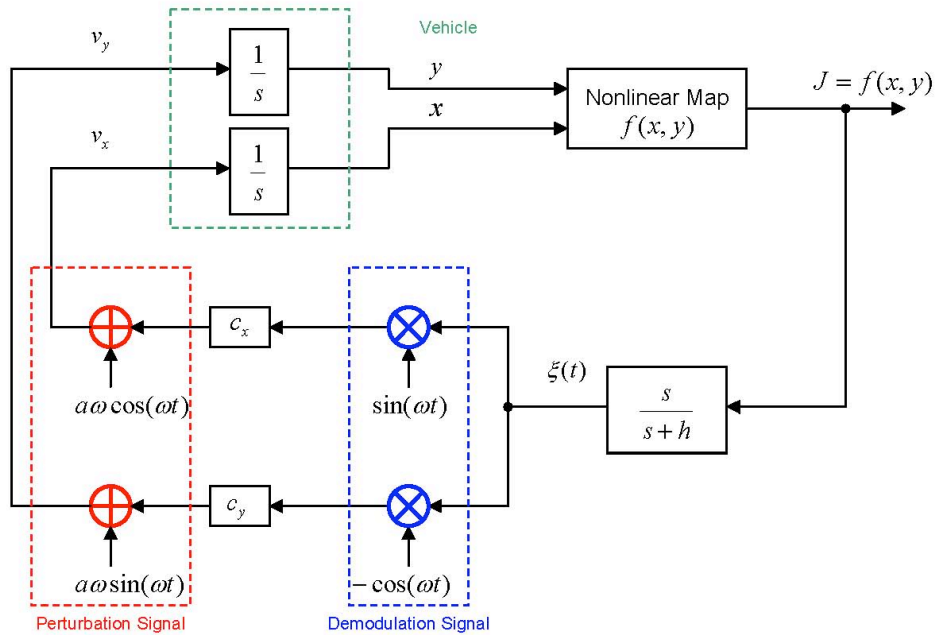 Vehicle
v_y
1/s
y
J = f(x, y)
Nonlinear Map
f(x, y)
x
v_x
1/s
c_x
ξ(t)
s/(s + h)
aω cos(ωt)
sin(ωt)
c_y
aω sin(ωt)
− cos(ωt)
Perturbation Signal
Demodulation Signal